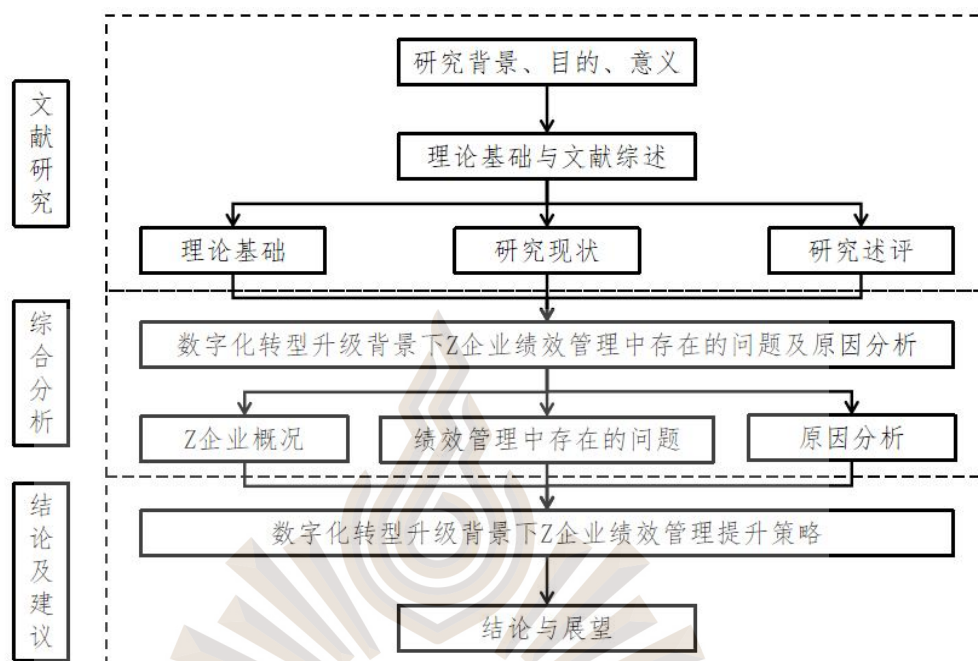 文献研究
研究背景、目的、意义
理论基础与文献综述
理论基础
研究现状
研究述评
综合分析
数字化转型升级背景下Z企业绩效管理中存在的问题及原因分析
Z企业概况
绩效管理中存在的问题
原因分析
结论及建议
数字化转型升级背景下Z企业绩效管理提升策略
结论与展望